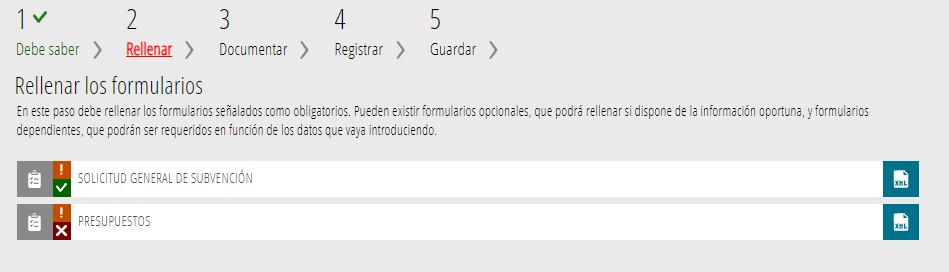 1 2 3 4 5
Debe saber Rellenar Documentar Registrar Guardar
Rellenar los formularios
En este paso debe rellenar los formularios señalados como obligatorios. Pueden existir formularios opcionales, que podrá rellenar si dispone de la información oportuna, y formularios
dependientes, que podrán ser requeridos en función de los datos que vaya introduciendo.
! SOLICITUD GENERAL DE SUBVENCIÓN XML
! PRESUPUESTOS XML